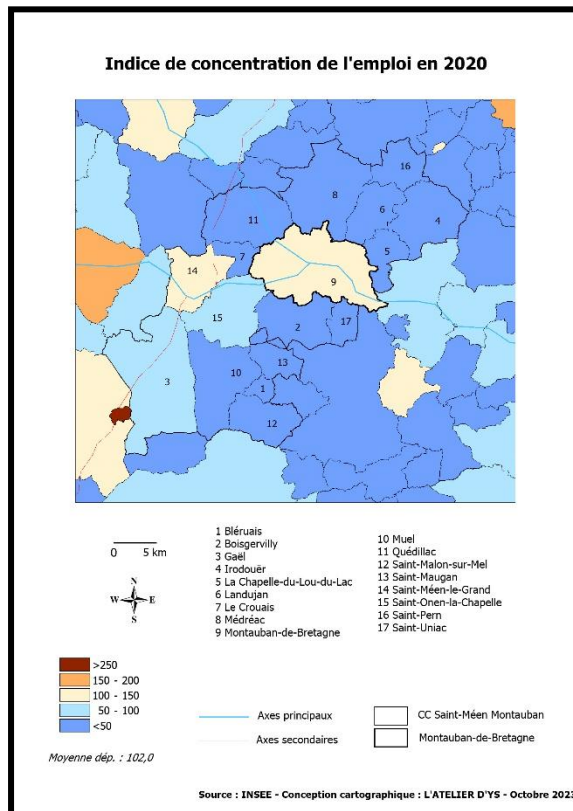 Indice de concentration de l'emploi en 2020
16
8
6
4
11
5
7
14
9
15
2
17
13
3
10
1
12
0 5 km
N
W E
S
1 Bléruais
2 Boisgervilly
3 Gaël
4 Irodouër
5 La Chapelle-du-Lou-du-Lac
6 Landujan
7 Le Crouais
8 Médréac
9 Montauban-de-Bretagne
10 Muel
11 Quédillac
12 Saint-Malon-sur-Mel
13 Saint-Maugan
14 Saint-Méen-le-Grand
15 Saint-Onen-la-Chapelle
16 Saint-Pern
17 Saint-Uniac
>250
150 - 200
100 - 150
50 - 100
<50
Moyenne dép. : 102,0
Axes principaux
Axes secondaires
CC Saint-Méen Montauban
Montauban-de-Bretagne
Source : INSEE - Conception cartographique : L'ATELIER D'YS - Octobre 2023